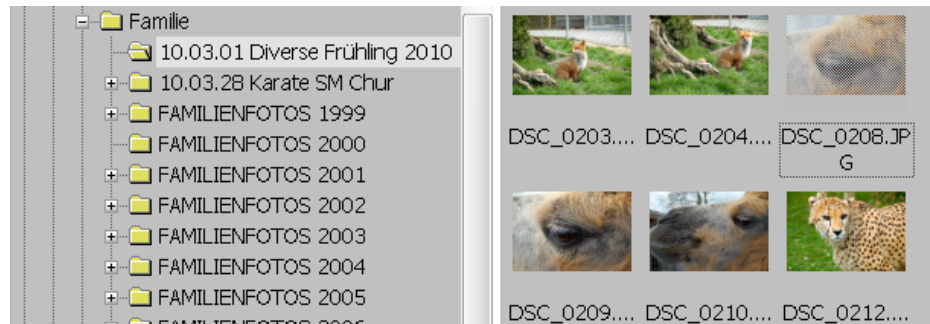 Familie
10.03.01 Diverse Frühling 2010
10.03.28 Karate SM Chur
FAMILIENFOTOS 1999
FAMILIENFOTOS 2000
FAMILIENFOTOS 2001
FAMILIENFOTOS 2002
FAMILIENFOTOS 2003
FAMILIENFOTOS 2004
FAMILIENFOTOS 2005
DSC_0203.... DSC_0204.... DSC_0208.JP
G
DSC_0209.... DSC_0210.... DSC_0212....